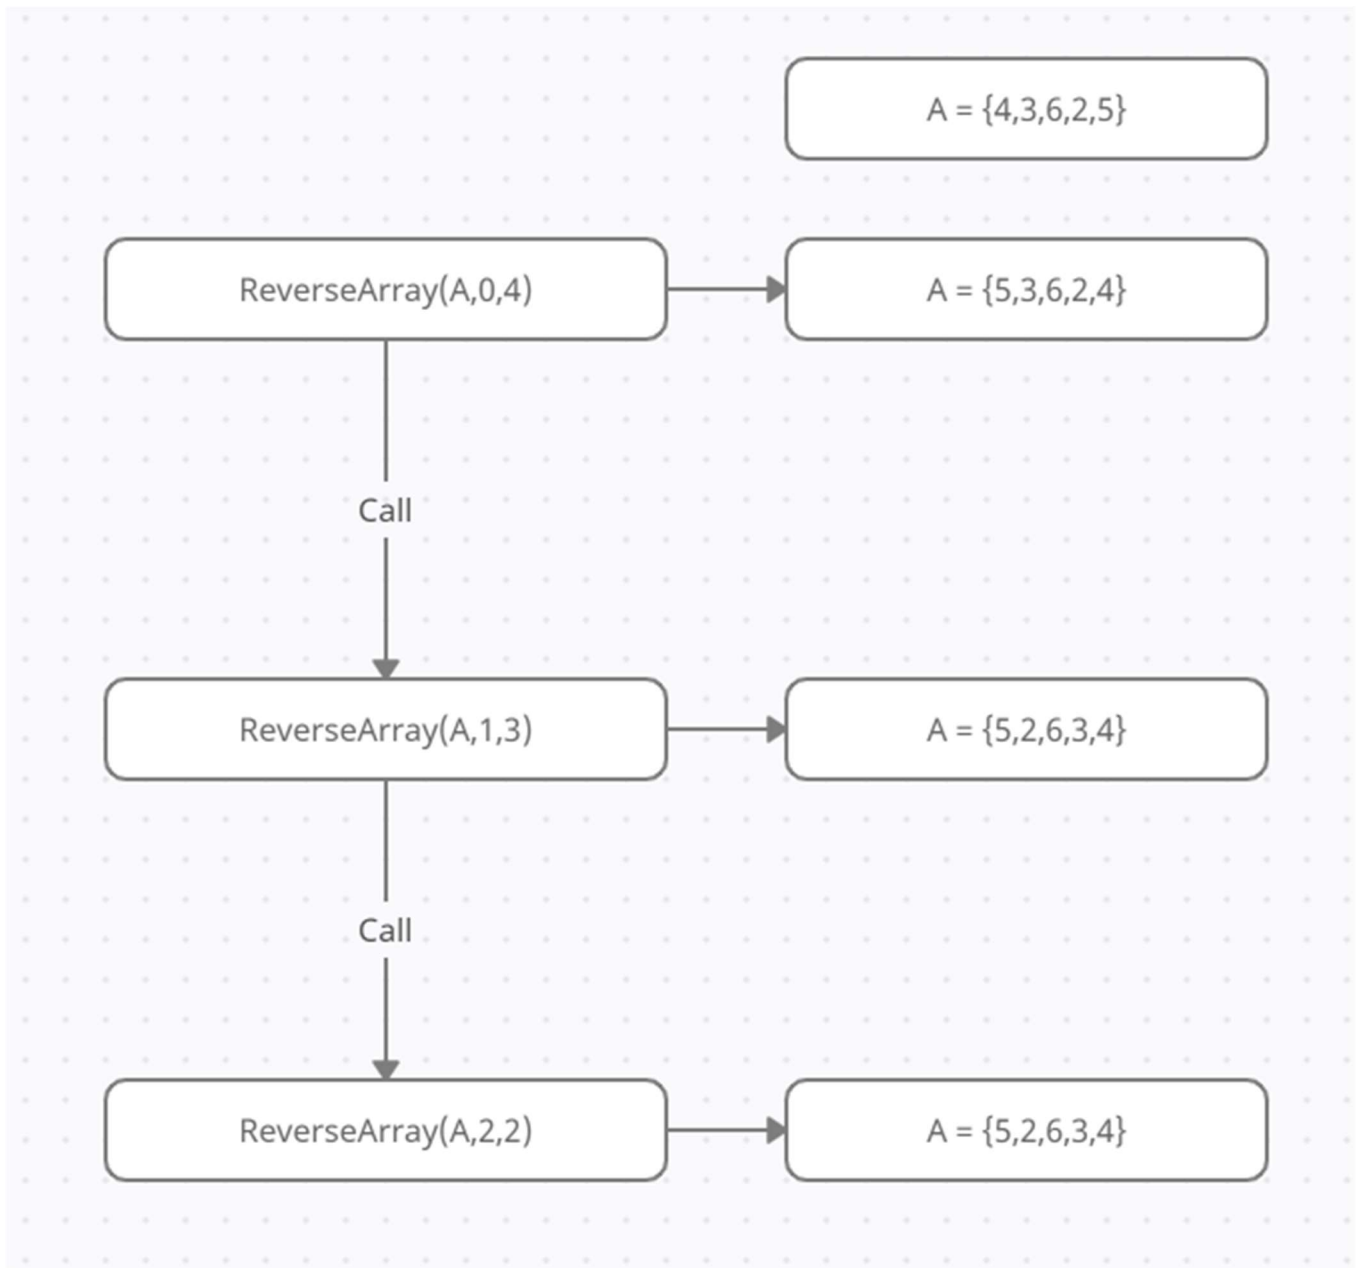 A = {4,3,6,2,5}
ReverseArray(A,0,4)
A = {5,3,6,2,4}
Call
ReverseArray(A,1,3)
A = {5,2,6,3,4}
Call
ReverseArray(A,2,2)
A = {5,2,6,3,4}